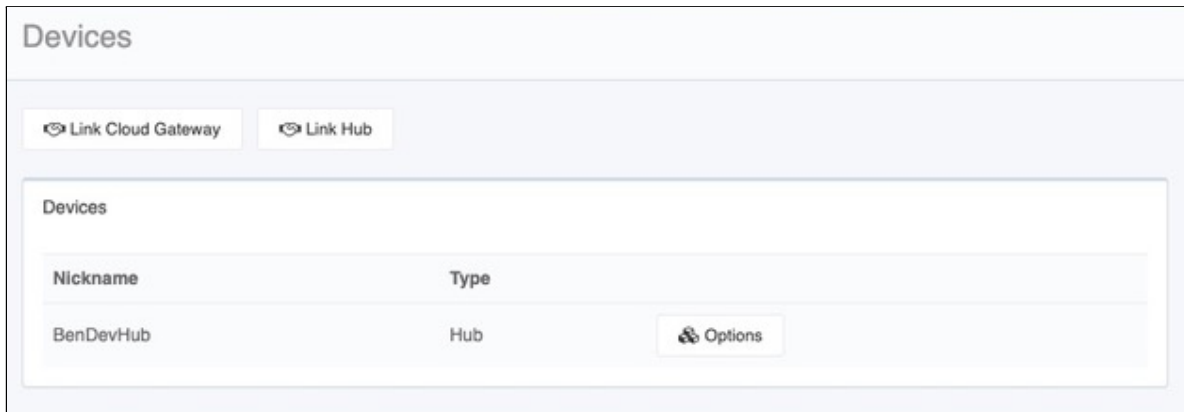 Devices
Link Cloud Gateway Link Hub
Devices
Nickname Type
BenDevHub Hub Options